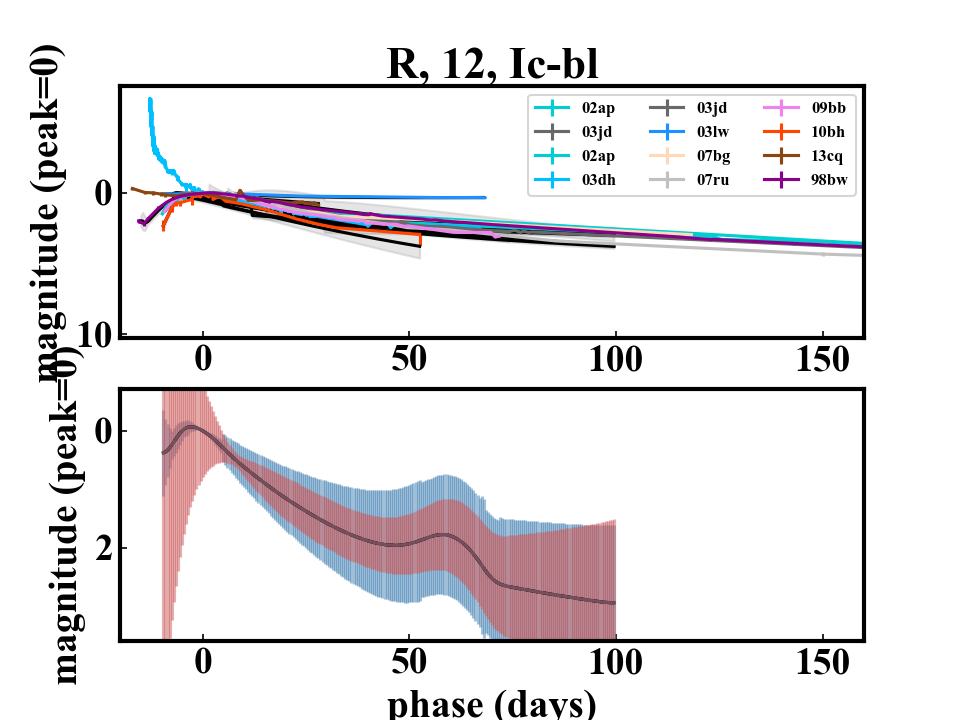 R, 12, Ic-bl
magnitude (peak=0)
02ap 03jd 09bb
03jd 03lw 10bh
02ap 07bg 13cq
03dh 07ru 98bw
0
10
0 50 100 150
magnitude (peak=0)
0
2
0 50 100 150
phase (days)